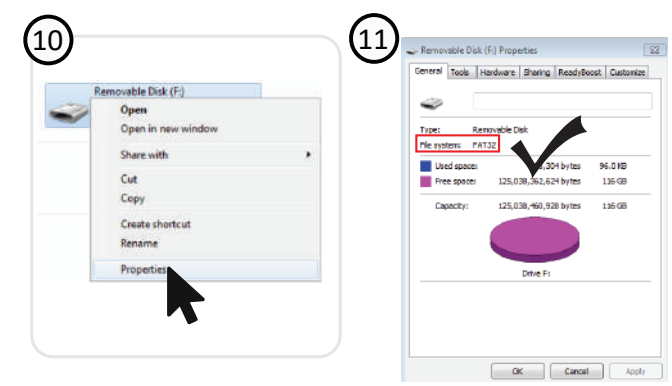 10
Removable Disk (F:)
Open
Open in new window
Share with
Cut
Copy
Create shortcut
Rename
Properties
11
Removable Disk (F:) Properties
General Tools Hardware Sharing ReadyBoost Customize
Type: Removable Disk
File system: FAT32
Used space: 304 bytes 96.0 KB
Free space: 125,038,362,624 bytes 116 GB
Capacity: 125,038,460,928 bytes 116 GB
Drive F:
OK Cancel Apply